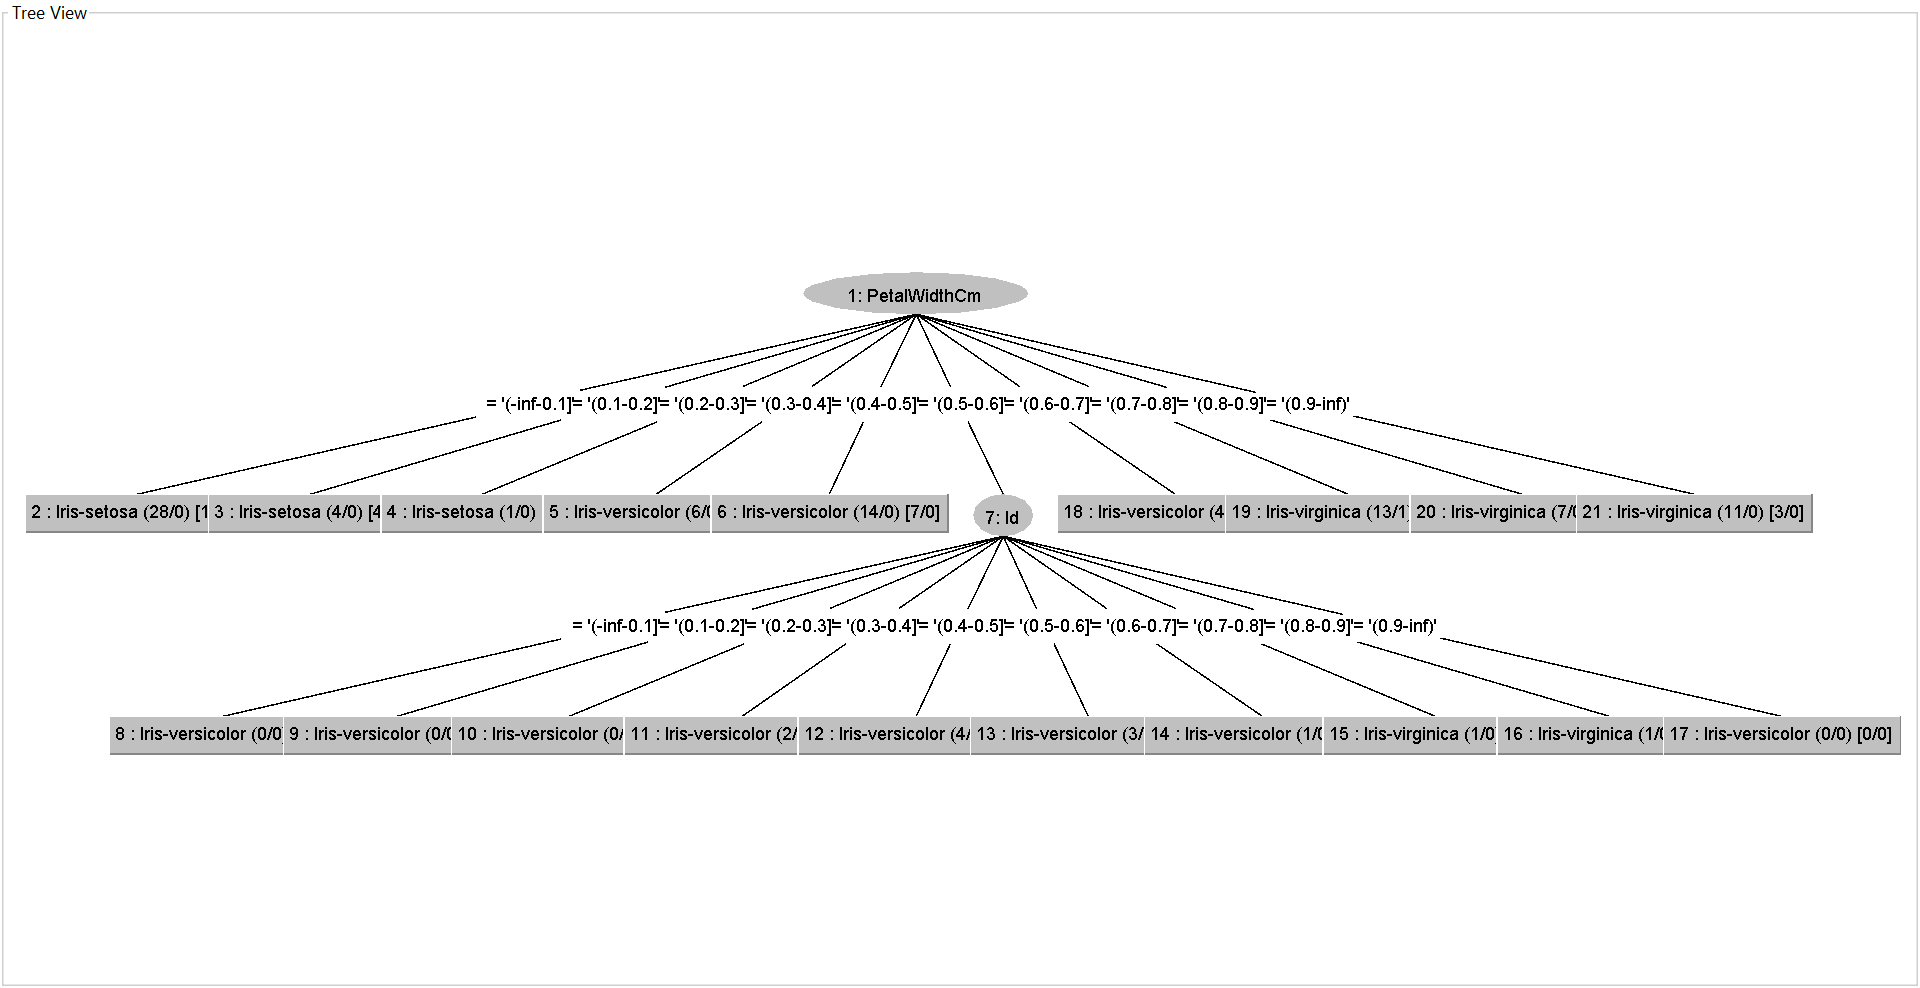 Tree View
1: PetalWidthCm
= '(-inf-0.1]'= '(0.1-0.2]'= '(0.2-0.3]'= '(0.3-0.4]'= '(0.4-0.5]'= '(0.5-0.6]'= '(0.6-0.7]'= '(0.7-0.8]'= '(0.8-0.9]'= '(0.9-inf)'
2 : Iris-setosa (28/0) [1 3 : Iris-setosa (4/0) [4 4 : Iris-setosa (1/0) 5 : Iris-versicolor (6/0 6 : Iris-versicolor (14/0) [7/0] 7: Id 18 : Iris-versicolor (4 19 : Iris-virginica (13/1) 20 : Iris-virginica (7/0 21 : Iris-virginica (11/0) [3/0]
= '(-inf-0.1]'= '(0.1-0.2]'= '(0.2-0.3]'= '(0.3-0.4]'= '(0.4-0.5]'= '(0.5-0.6]'= '(0.6-0.7]'= '(0.7-0.8]'= '(0.8-0.9]'= '(0.9-inf)'
8 : Iris-versicolor (0/0 9 : Iris-versicolor (0/0 10 : Iris-versicolor (0/ 11 : Iris-versicolor (2/ 12 : Iris-versicolor (4/ 13 : Iris-versicolor (3/ 14 : Iris-versicolor (1/0 15 : Iris-virginica (1/0 16 : Iris-virginica (1/0 17 : Iris-versicolor (0/0) [0/0]